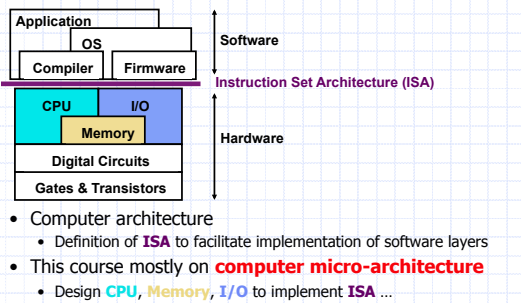 Application
OS
Compiler
Firmware
Software
Instruction Set Architecture (ISA)
CPU
I/O
Memory
Hardware
Digital Circuits
Gates & Transistors
• Computer architecture
• Definition of ISA to facilitate implementation of software layers
• This course mostly on computer micro-architecture
• Design CPU, Memory, I/O to implement ISA ...